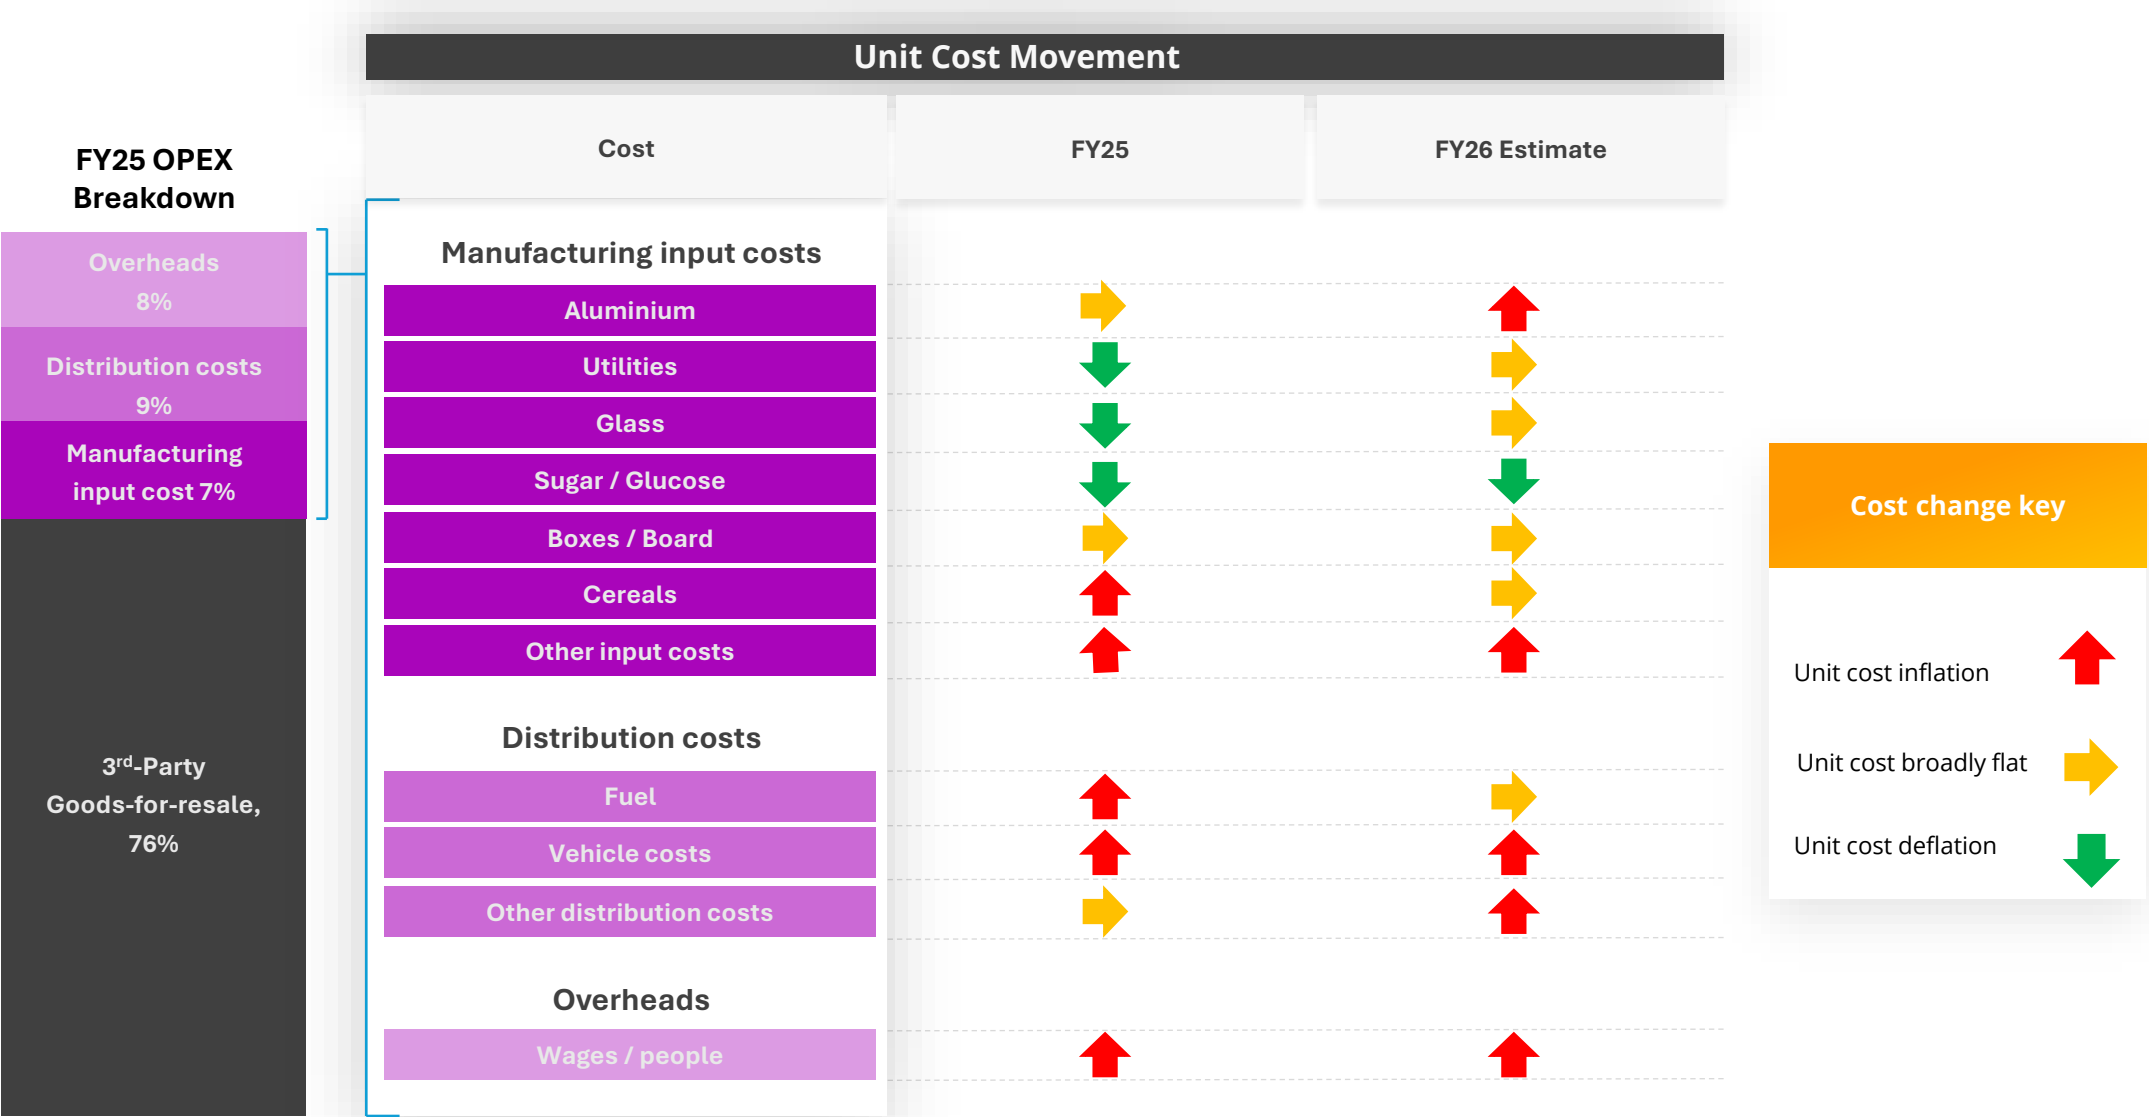 Unit Cost Movement
FY25 OPEX
Breakdown
Overheads
8%
Distribution costs
9%
Manufacturing
input cost 7%
3rd-Party
Goods-for-resale,
76%
Cost
FY25
FY26 Estimate
Manufacturing input costs
Aluminium
Utilities
Glass
Sugar / Glucose
Boxes / Board
Cereals
Other input costs
Distribution costs
Fuel
Vehicle costs
Other distribution costs
Overheads
Wages / people
Cost change key
Unit cost inflation
Unit cost broadly flat
Unit cost deflation